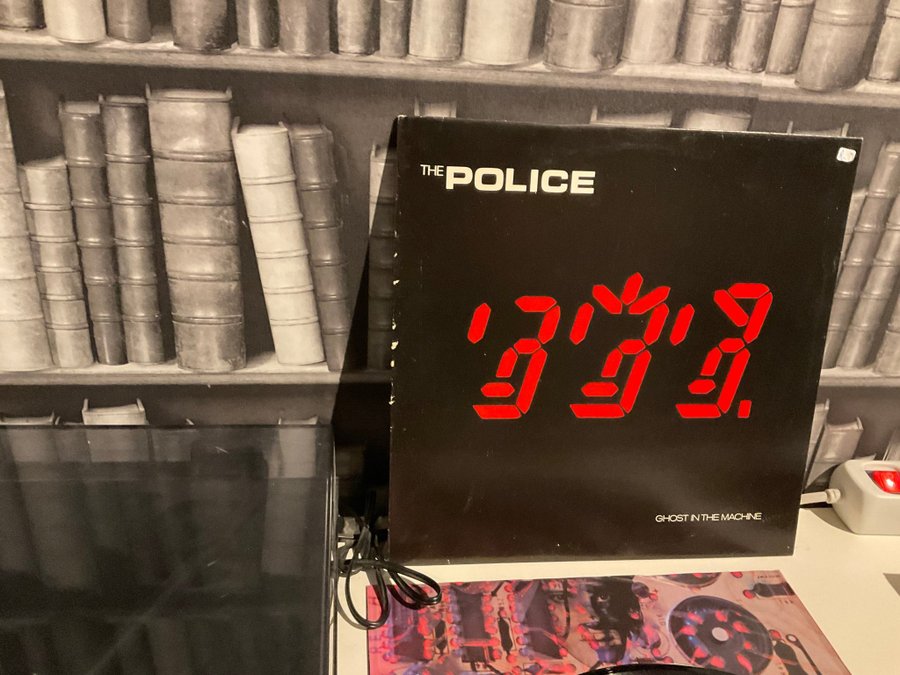 THE POLICE
GHOST IN THE MACHINE